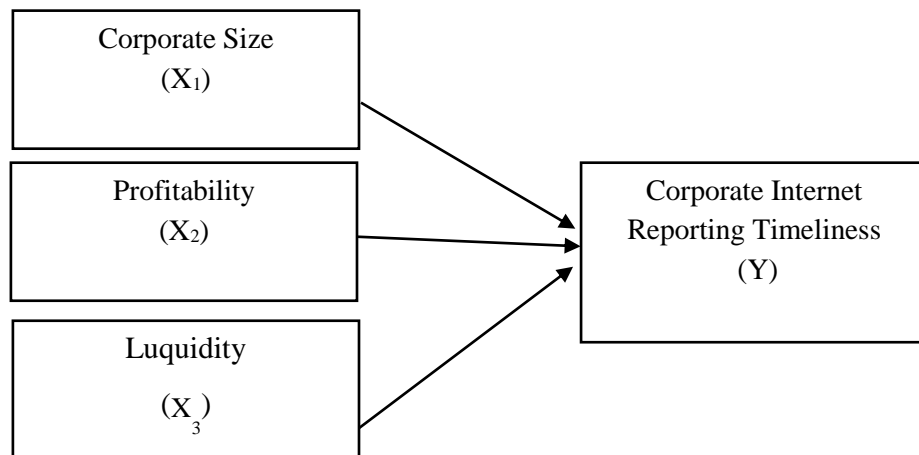 Corporate Size
(X₁)
Profitability
(X₂)
Luquidity
(X₃)
Corporate Internet
Reporting Timeliness
(Y)